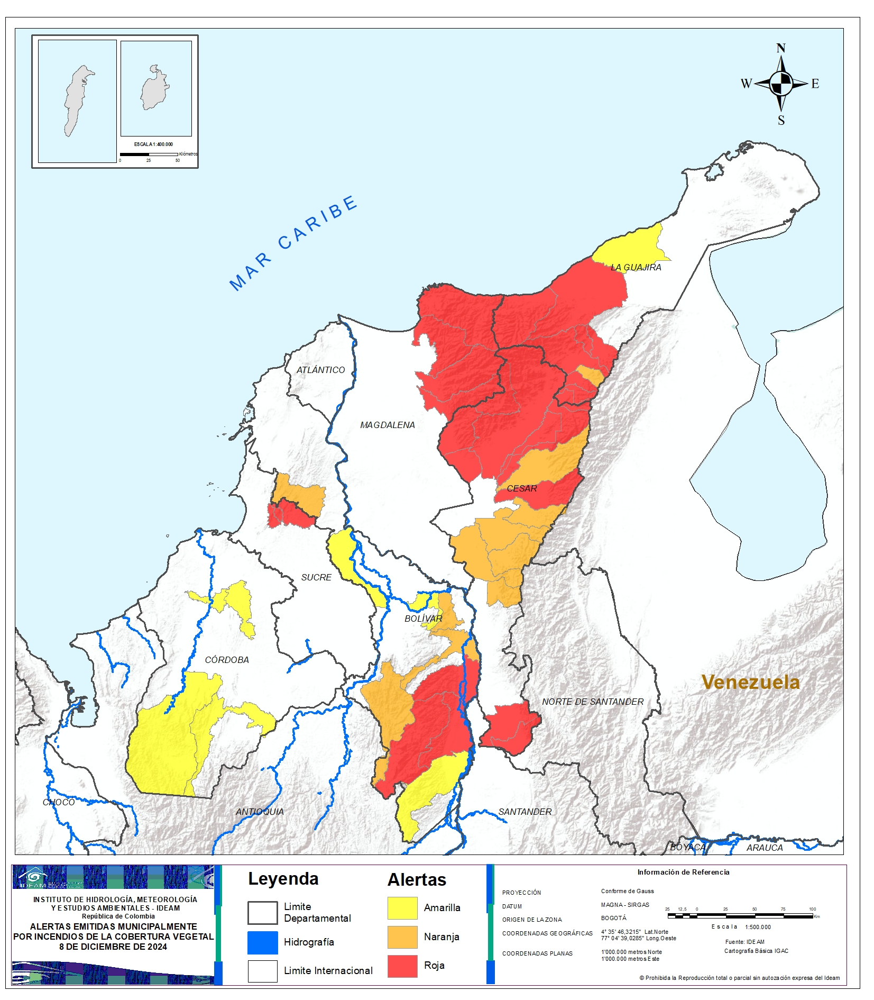 ESCALA 1:400.000
Kilómetros
0 25 50
N
W E
S
MAR CARIBE
LA GUAJIRA
ATLÁNTICO
MAGDALENA
CESAR
SUCRE
BOLÍVAR
CÓRDOBA
Venezuela
NORTE DE SANTANDER
CHOCÓ
ANTIOQUIA
SANTANDER
BOYACÁ
ARAUCA
IDEAM
INSTITUTO DE HIDROLOGÍA, METEOROLOGÍA
Y ESTUDIOS AMBIENTALES - IDEAM
República de Colombia
ALERTAS EMITIDAS MUNICIPALMENTE
POR INCENDIOS DE LA COBERTURA VEGETAL
8 DE DICIEMBRE DE 2024
Leyenda
Limite
Departamental
Hidrografía
Limite Internacional
Alertas
Amarilla
Naranja
Roja
Información de Referencia
PROYECCIÓN Conforme de Gauss
DATUM MAGNA - SIRGAS
ORIGEN DE LA ZONA BOGOTÁ
COORDENADAS GEOGRÁFICAS 4° 35' 46,3215" Lat.Norte
77° 04' 39,0285" Long.Oeste
COORDENADAS PLANAS 1'000.000 metros Norte
1'000.000 metros Este
25 12,5 0 25 50 75 100
Km
Escala 1:500.000
Fuente: IDEAM
Cartografía Básica IGAC
© Prohibida la Reproducción total o parcial sin autozación expresa del Ideam